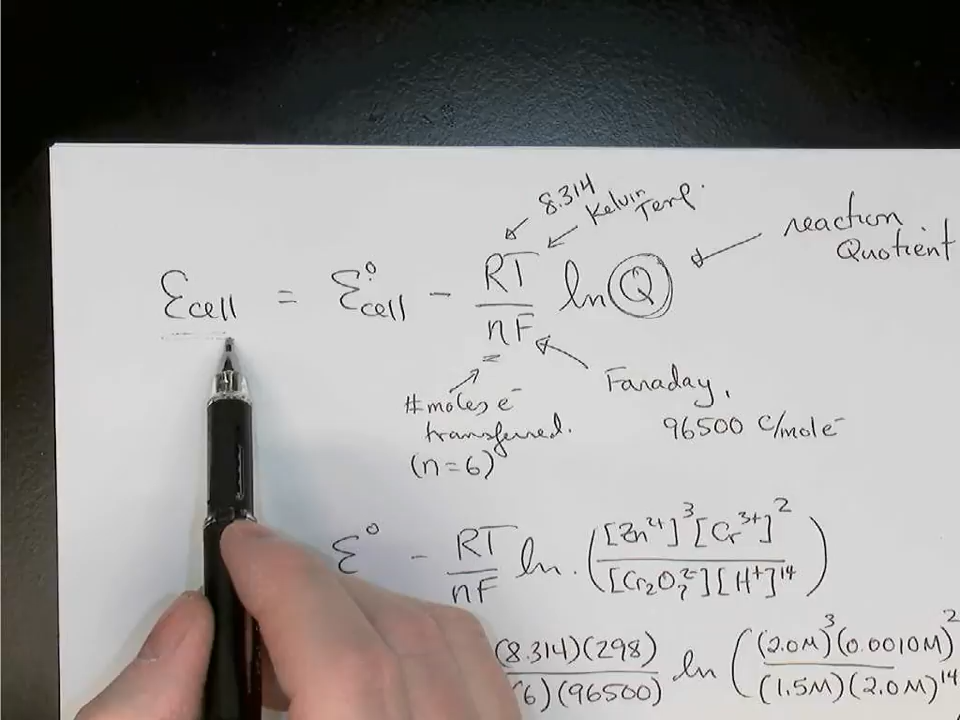 8.314
Kelvin Temp.
reaction
Quotient
Ɛcell = Ɛ°cell − RT/nF ln Q
Faraday,
96500 C/mol e⁻
# moles e⁻
transferred.
(n=6)
Ɛ° − RT/nF ln. ([Zn²⁺]³[Cr³⁺]² / [Cr₂O₇²⁻][H⁺]¹⁴)
(8.314)(298)/(6)(96500) ln ((2.0M)³(0.0010M)² / (1.5M)(2.0M)¹⁴